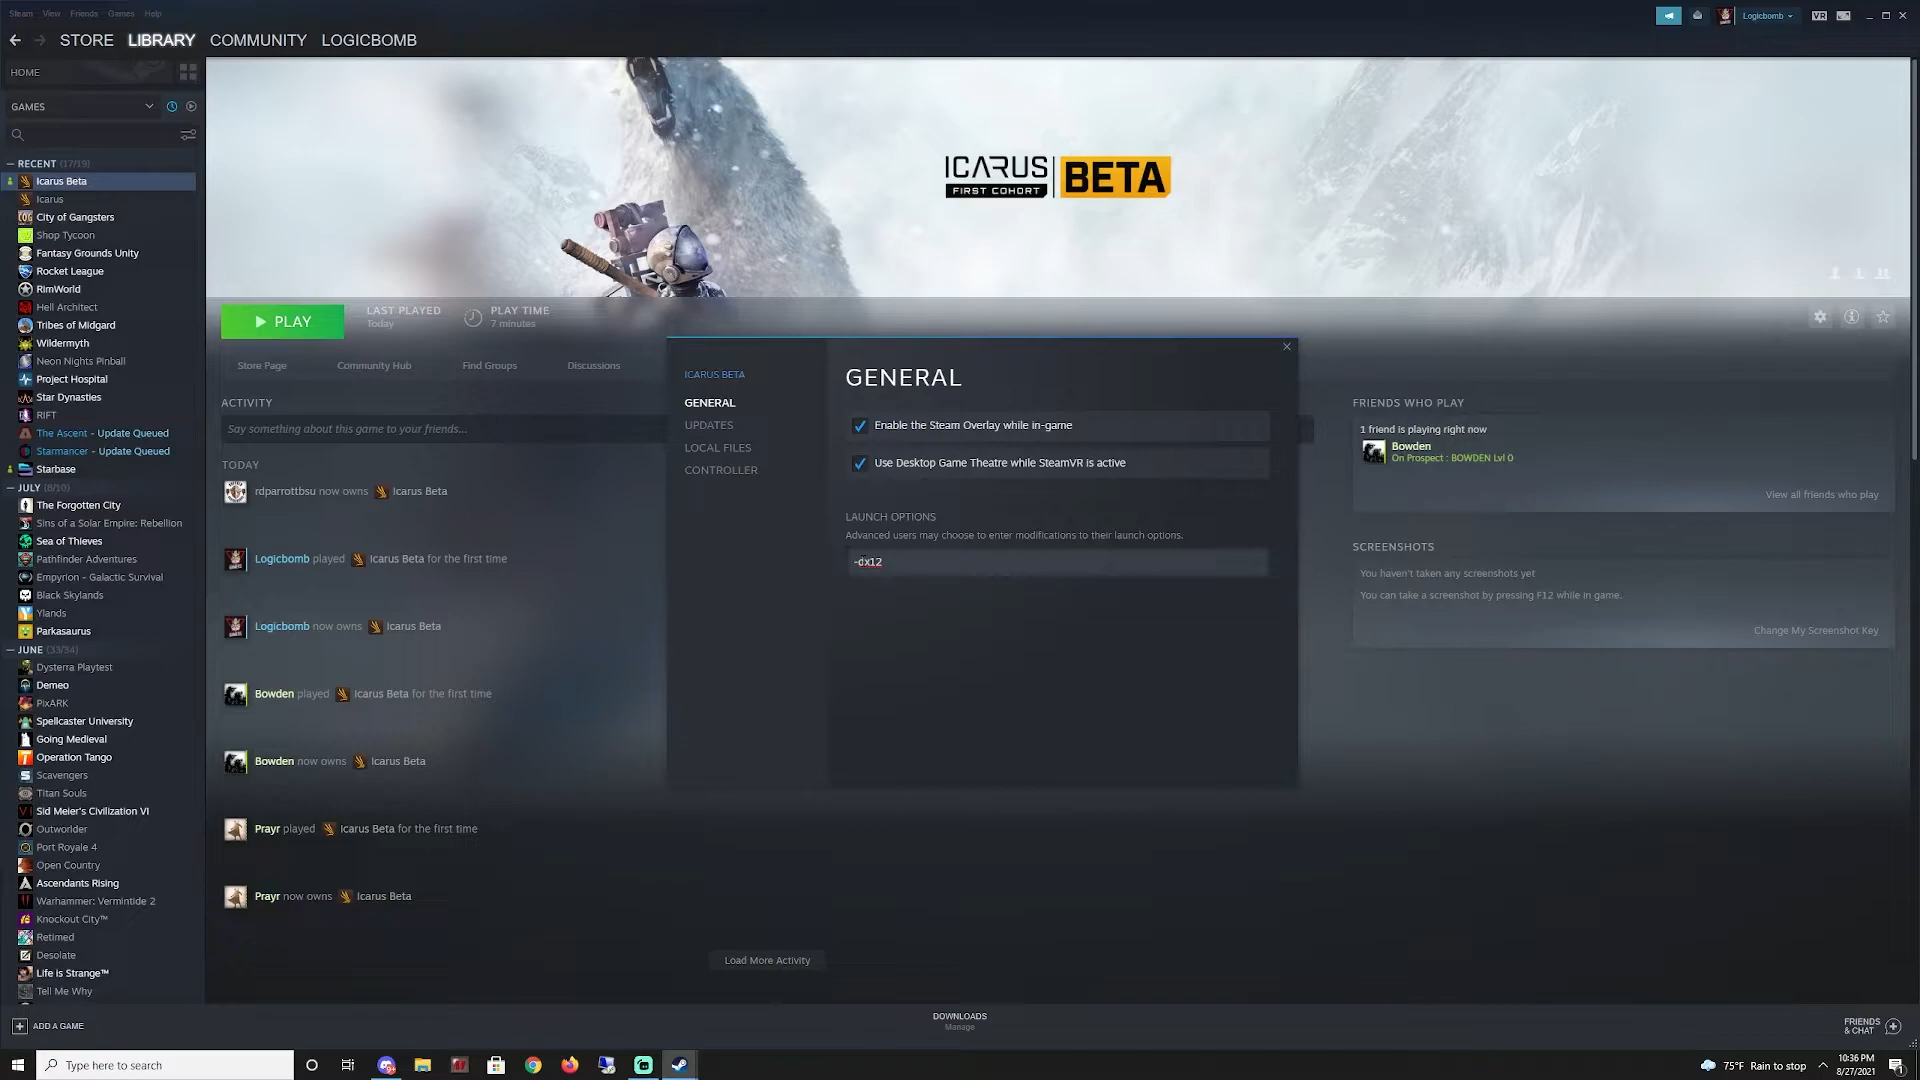 Steam View Friends Games Help
Logicbomb
VR
STORE LIBRARY COMMUNITY LOGICBOMB
HOME
GAMES
RECENT (17/19)
Icarus Beta
Icarus
City of Gangsters
Shop Tycoon
Fantasy Grounds Unity
Rocket League
RimWorld
Hell Architect
Tribes of Midgard
Wildermyth
Neon Nights Pinball
Project Hospital
Star Dynasties
RIFT
The Ascent - Update Queued
Starmancer - Update Queued
Starbase
JULY (8/10)
The Forgotten City
Sins of a Solar Empire: Rebellion
Sea of Thieves
Pathfinder Adventures
Empyrion - Galactic Survival
Black Skylands
Ylands
Parkasaurus
JUNE (33/34)
Dysterra Playtest
Demeo
PixARK
Spellcaster University
Going Medieval
Operation Tango
Scavengers
Titan Souls
Sid Meier's Civilization VI
Outworlder
Port Royale 4
Open Country
Ascendants Rising
Warhammer: Vermintide 2
Knockout City™
Retimed
Desolate
Life is Strange™
Tell Me Why
ADD A GAME
ICARUS
FIRST COHORT
BETA
PLAY
LAST PLAYED
Today
PLAY TIME
7 minutes
Store Page Community Hub Find Groups Discussions
ACTIVITY
Say something about this game to your friends...
TODAY
rdparrottbsu now owns Icarus Beta
Logicbomb played Icarus Beta for the first time
Logicbomb now owns Icarus Beta
Bowden played Icarus Beta for the first time
Bowden now owns Icarus Beta
Prayr played Icarus Beta for the first time
Prayr now owns Icarus Beta
Load More Activity
ICARUS BETA
GENERAL
UPDATES
LOCAL FILES
CONTROLLER
GENERAL
Enable the Steam Overlay while in-game
Use Desktop Game Theatre while SteamVR is active
LAUNCH OPTIONS
Advanced users may choose to enter modifications to their launch options.
-dx12
FRIENDS WHO PLAY
1 friend is playing right now
Bowden
On Prospect : BOWDEN Lvl 0
View all friends who play
SCREENSHOTS
You haven't taken any screenshots yet
You can take a screenshot by pressing F12 while in game.
Change My Screenshot Key
DOWNLOADS
Manage
FRIENDS
& CHAT
Type here to search
75°F Rain to stop
10:36 PM
8/27/2021